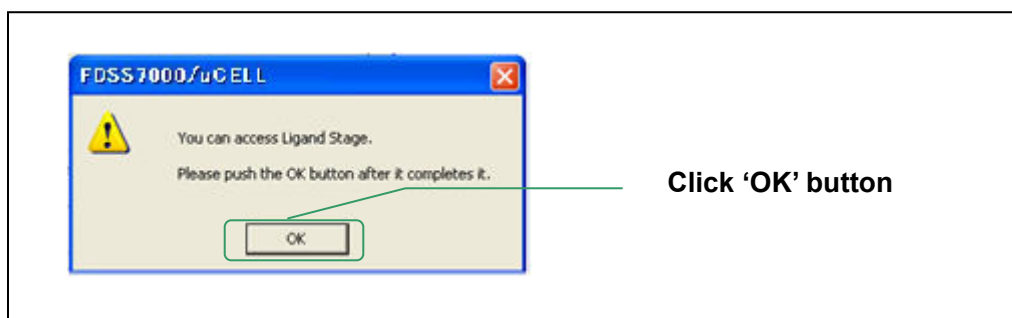 FDSS7000/uCELL
You can access Ligand Stage.
Please push the OK button after it completes it.
Click ‘OK’ button
OK